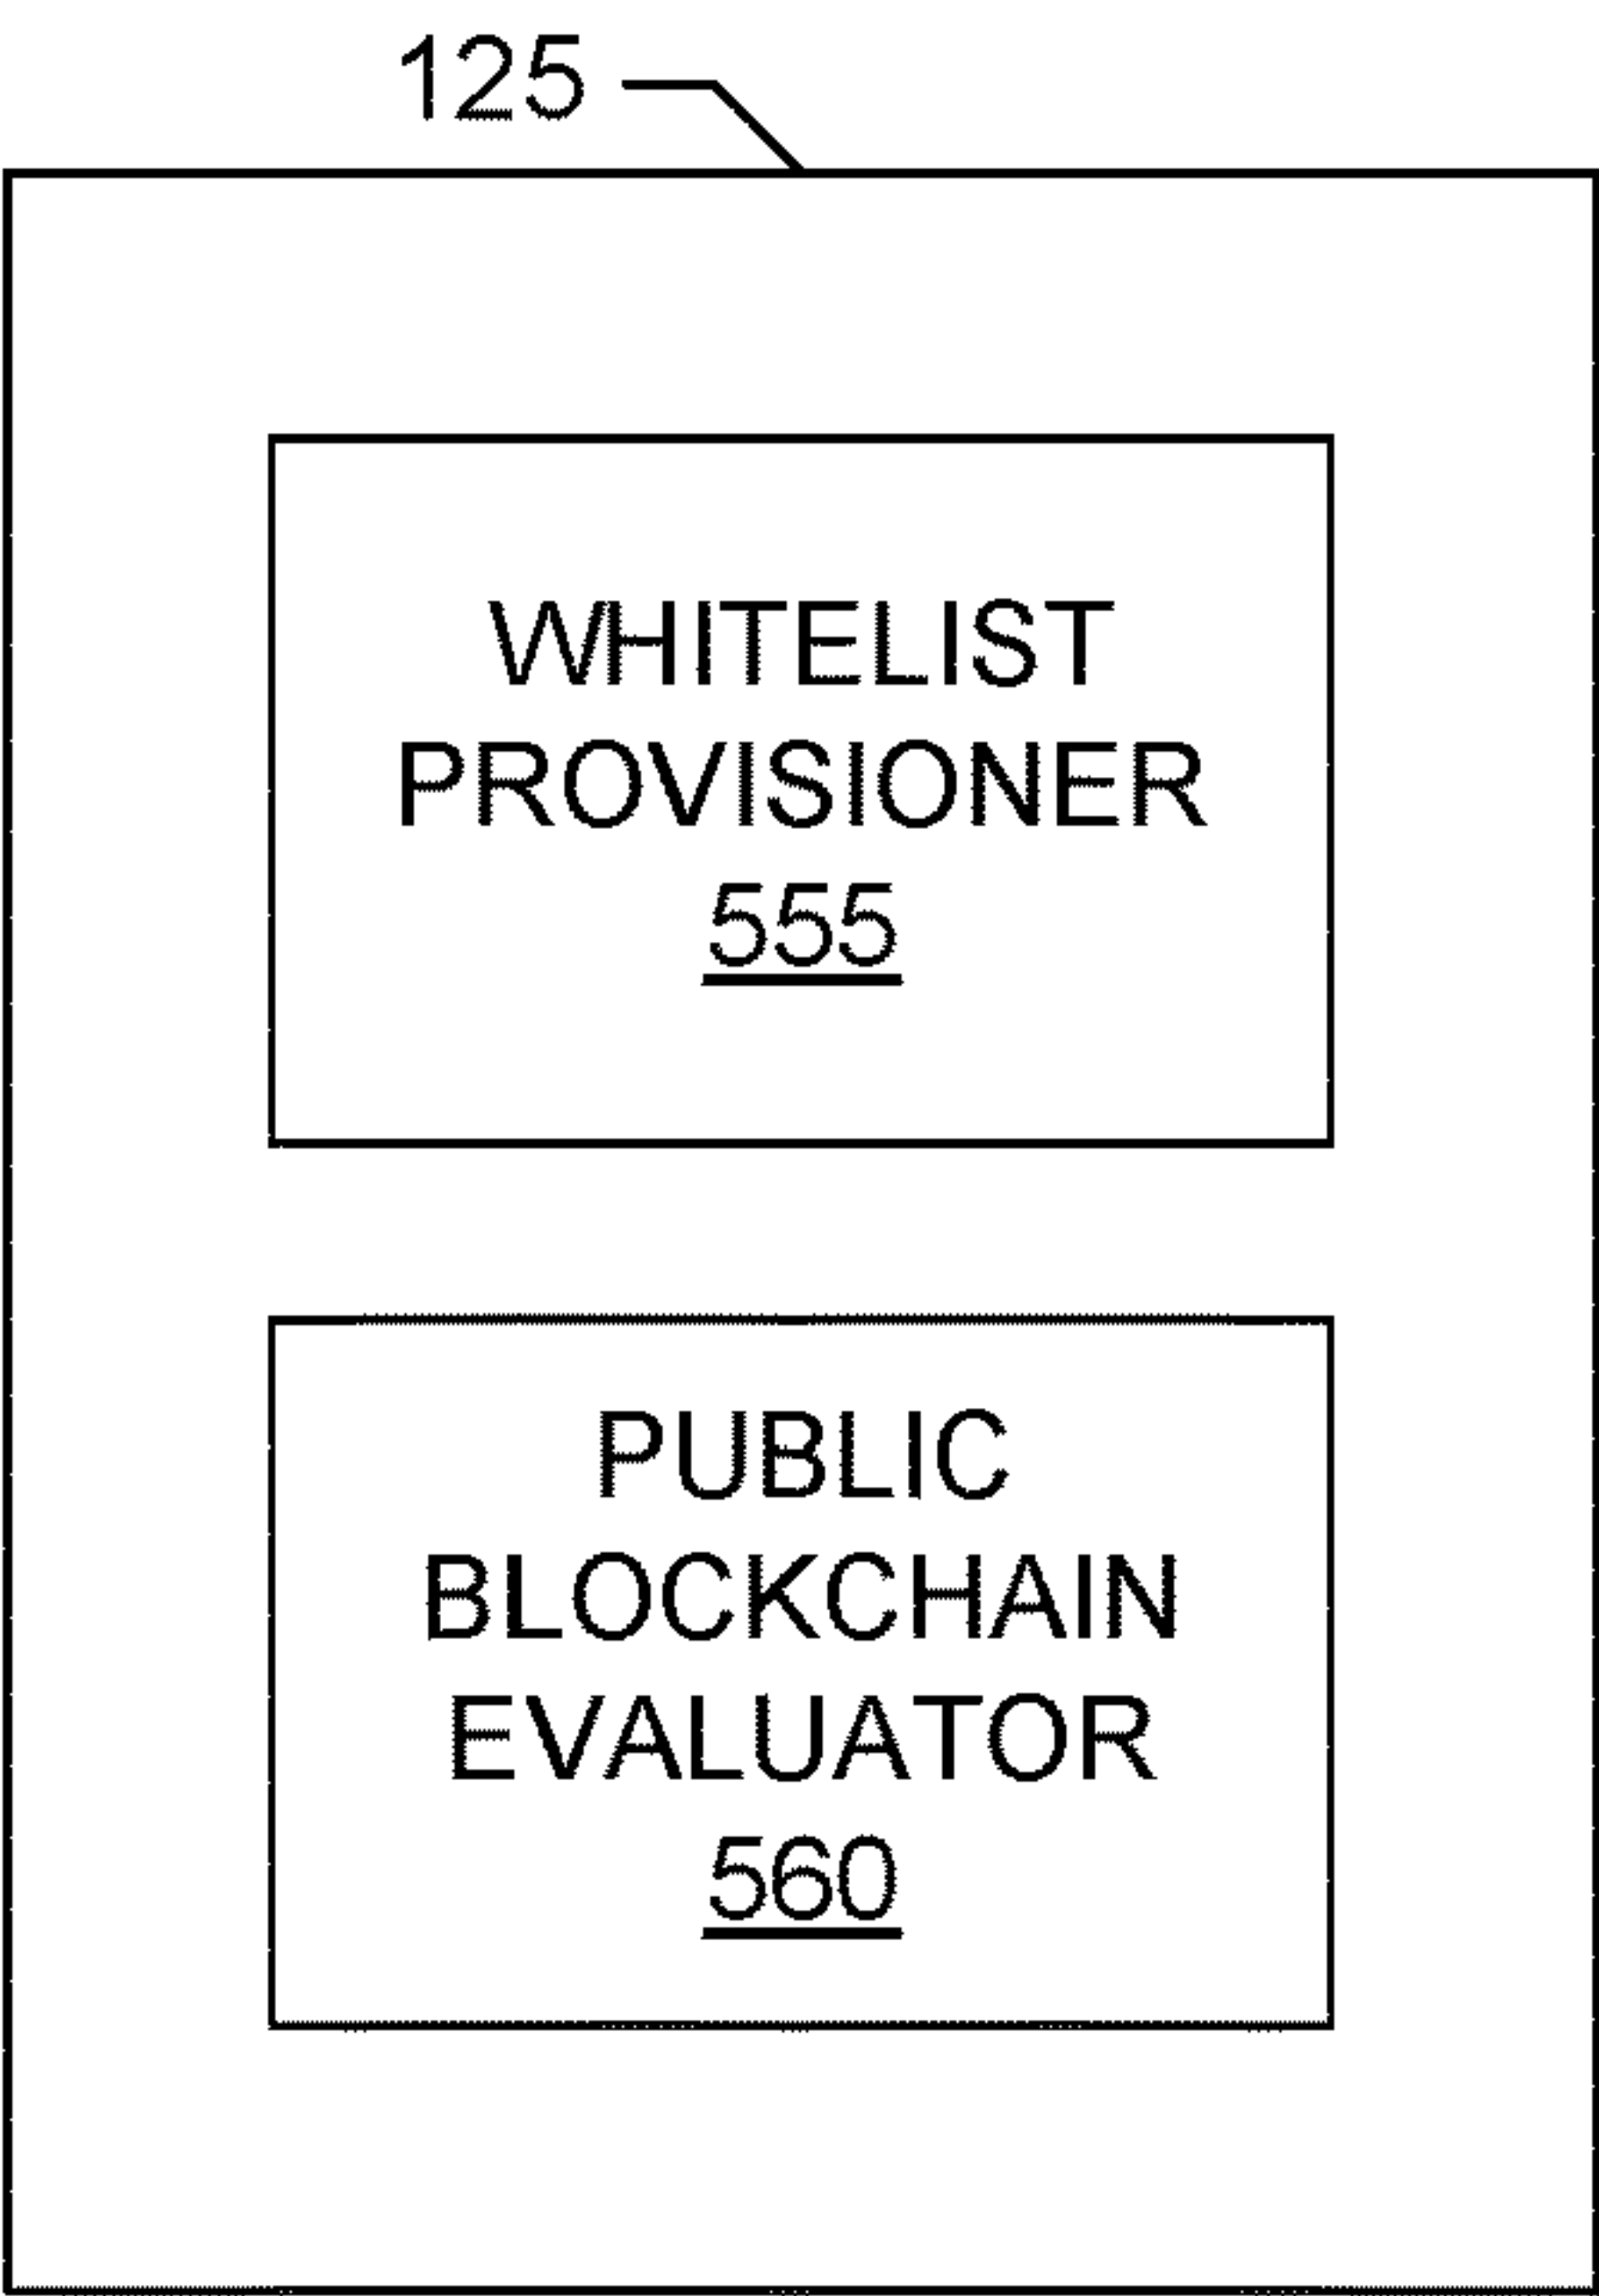 125
WHITELIST
PROVISIONER
555
PUBLIC
BLOCKCHAIN
EVALUATOR
560